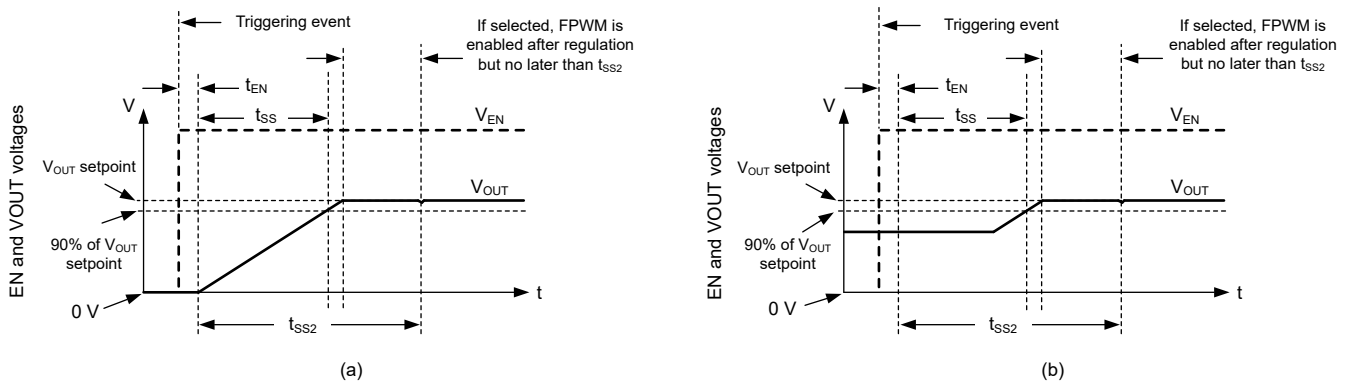 Triggering event
If selected, FPWM is
enabled after regulation
but no later than tSS2
tEN
V
tSS
VEN
EN and VOUT voltages
VOUT setpoint
VOUT
90% of VOUT
setpoint
0 V
t
tSS2
(a)
Triggering event
If selected, FPWM is
enabled after regulation
but no later than tSS2
tEN
V
tSS
VEN
EN and VOUT voltages
VOUT setpoint
VOUT
90% of VOUT
setpoint
0 V
t
tSS2
(b)